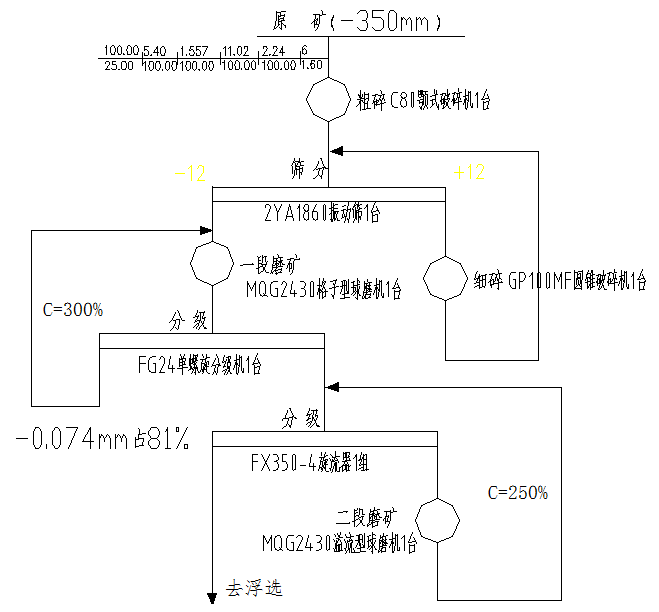 原 矿(-350mm)
100.00 5.40 1.557 11.02 2.24 6
25.00 100.00 100.00 100.00 100.00 1.60
粗碎 C80颚式破碎机1台
筛 分
-12
+12
2YA1860振动筛1台
一段磨矿
MQG2430格子型球磨机1台
细碎 GP100MF圆锥破碎机1台
C=300%
分 级
FG24单螺旋分级机1台
分 级
-0.074mm占81%
FX350-4旋流器1组
C=250%
二段磨矿
MQG2430溢流型球磨机1台
去浮选